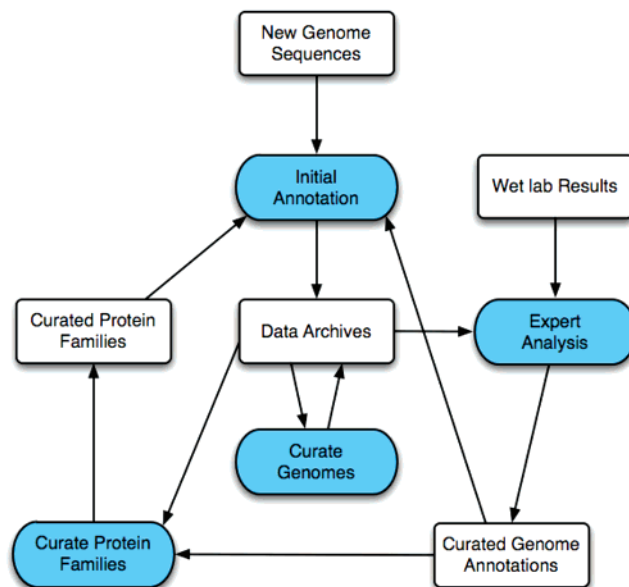 New Genome
Sequences
Initial
Annotation
Wet lab Results
Curated Protein
Families
Data Archives
Expert
Analysis
Curate
Genomes
Curate Protein
Families
Curated Genome
Annotations